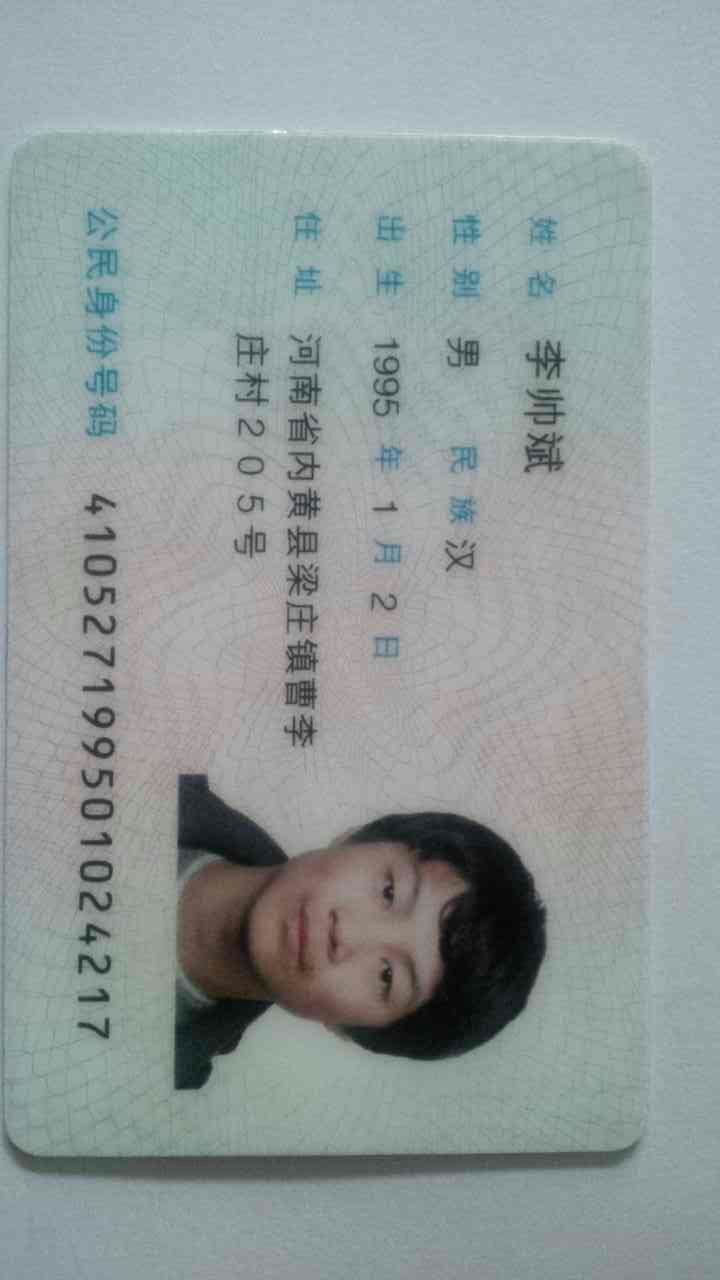 姓名 李帅斌
性别 男 民族 汉
出生 1995 年 1 月 2 日
住址 河南省内黄县梁庄镇曹李
庄村205号
公民身份号码 410527199501024217